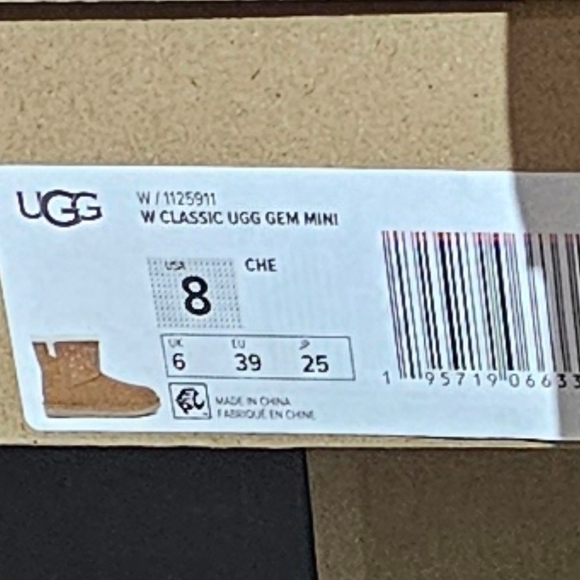 UGG
W / 1125911
W CLASSIC UGG GEM MINI
USA
8
CHE
UK EU JP
6 39 25
MADE IN CHINA
FABRIQUÉ EN CHINE
1 95719 0663